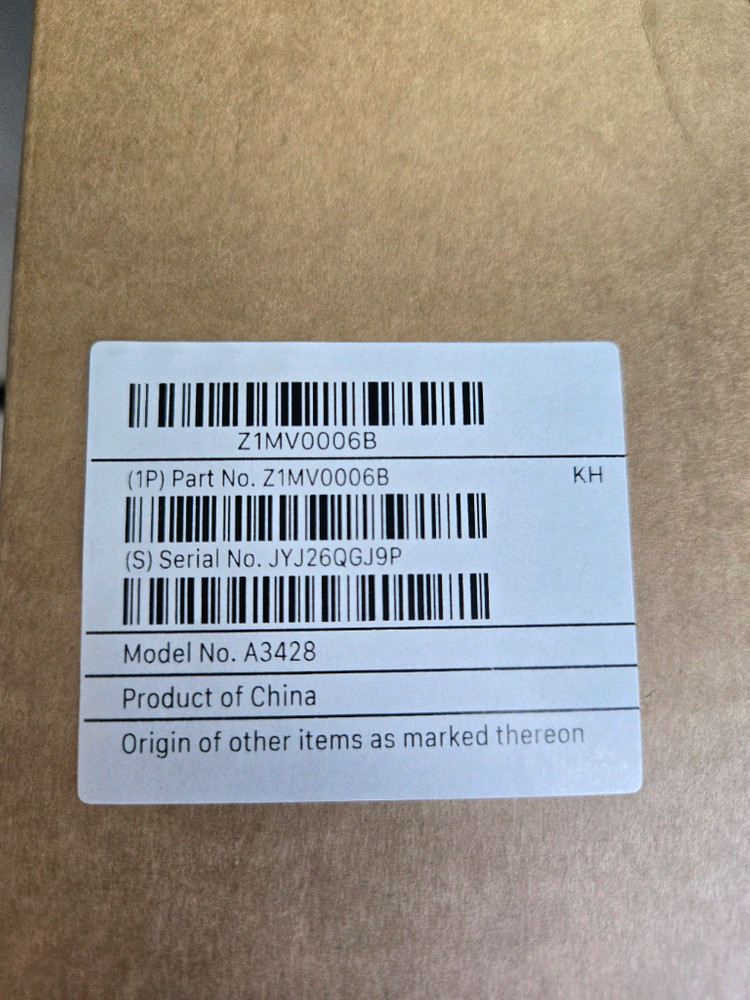 Z1MV0006B
(1P) Part No. Z1MV0006B KH
(S) Serial No. JYJ26QGJ9P
Model No. A3428
Product of China
Origin of other items as marked thereon